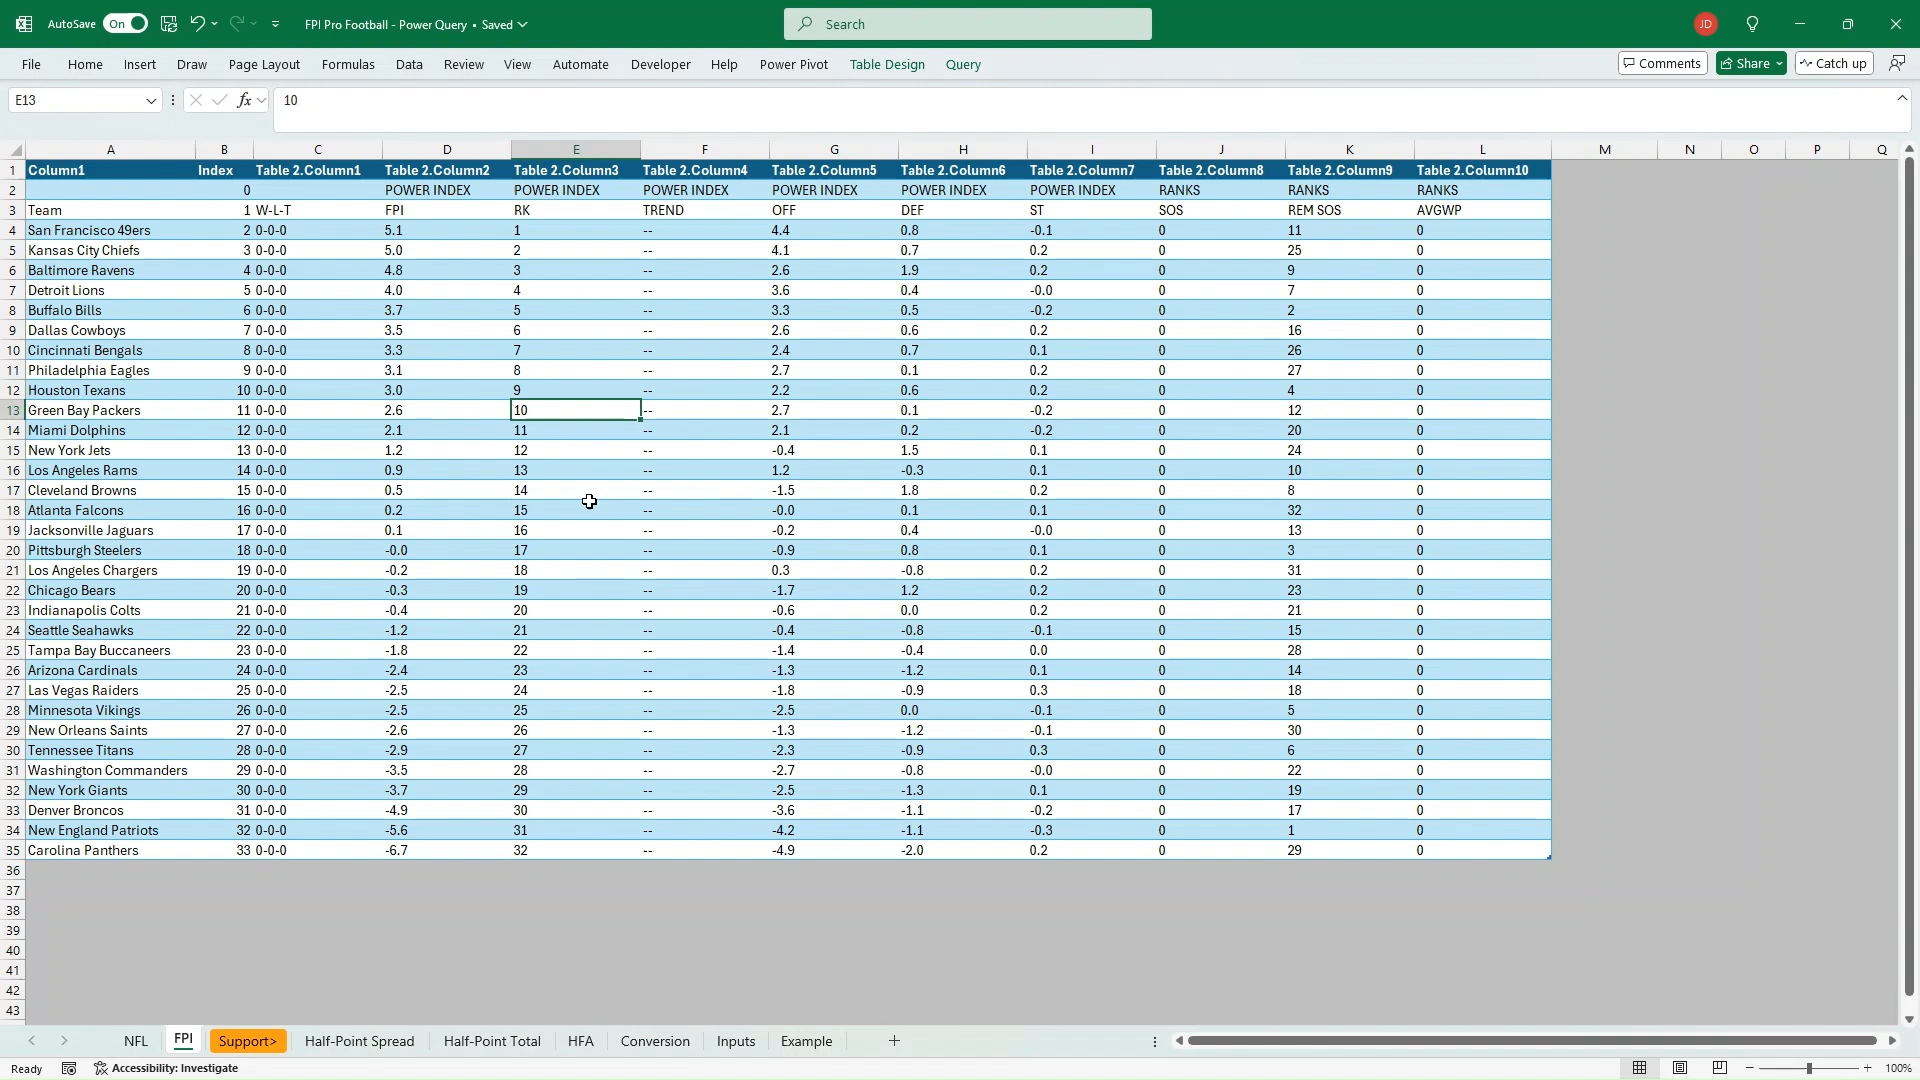 AutoSave On FPI Pro Football - Power Query • Saved Search JD
File Home Insert Draw Page Layout Formulas Data Review View Automate Developer Help Power Pivot Table Design Query Comments Share Catch up
E13 fx 10
A B C D E F G H I J K L M N O P Q
1 Column1 Index Table 2.Column1 Table 2.Column2 Table 2.Column3 Table 2.Column4 Table 2.Column5 Table 2.Column6 Table 2.Column7 Table 2.Column8 Table 2.Column9 Table 2.Column10
2 0 POWER INDEX POWER INDEX POWER INDEX POWER INDEX POWER INDEX POWER INDEX RANKS RANKS RANKS
3 Team 1 W-L-T FPI RK TREND OFF DEF ST SOS REM SOS AVGWP
4 San Francisco 49ers 2 0-0-0 5.1 1 -- 4.4 0.8 -0.1 0 11 0
5 Kansas City Chiefs 3 0-0-0 5.0 2 -- 4.1 0.7 0.2 0 25 0
6 Baltimore Ravens 4 0-0-0 4.8 3 -- 2.6 1.9 0.2 0 9 0
7 Detroit Lions 5 0-0-0 4.0 4 -- 3.6 0.4 -0.0 0 7 0
8 Buffalo Bills 6 0-0-0 3.7 5 -- 3.3 0.5 -0.2 0 2 0
9 Dallas Cowboys 7 0-0-0 3.5 6 -- 2.6 0.6 0.2 0 16 0
10 Cincinnati Bengals 8 0-0-0 3.3 7 -- 2.4 0.7 0.1 0 26 0
11 Philadelphia Eagles 9 0-0-0 3.1 8 -- 2.7 0.1 0.2 0 27 0
12 Houston Texans 10 0-0-0 3.0 9 -- 2.2 0.6 0.2 0 4 0
13 Green Bay Packers 11 0-0-0 2.6 10 -- 2.7 0.1 -0.2 0 12 0
14 Miami Dolphins 12 0-0-0 2.1 11 -- 2.1 0.2 -0.2 0 20 0
15 New York Jets 13 0-0-0 1.2 12 -- -0.4 1.5 0.1 0 24 0
16 Los Angeles Rams 14 0-0-0 0.9 13 -- 1.2 -0.3 0.1 0 10 0
17 Cleveland Browns 15 0-0-0 0.5 14 -- -1.5 1.8 0.2 0 8 0
18 Atlanta Falcons 16 0-0-0 0.2 15 -- -0.0 0.1 0.1 0 32 0
19 Jacksonville Jaguars 17 0-0-0 0.1 16 -- -0.2 0.4 -0.0 0 13 0
20 Pittsburgh Steelers 18 0-0-0 -0.0 17 -- -0.9 0.8 0.1 0 3 0
21 Los Angeles Chargers 19 0-0-0 -0.2 18 -- 0.3 -0.8 0.2 0 31 0
22 Chicago Bears 20 0-0-0 -0.3 19 -- -1.7 1.2 0.2 0 23 0
23 Indianapolis Colts 21 0-0-0 -0.4 20 -- -0.6 0.0 0.2 0 21 0
24 Seattle Seahawks 22 0-0-0 -1.2 21 -- -0.4 -0.8 -0.1 0 15 0
25 Tampa Bay Buccaneers 23 0-0-0 -1.8 22 -- -1.4 -0.4 0.0 0 28 0
26 Arizona Cardinals 24 0-0-0 -2.4 23 -- -1.3 -1.2 0.1 0 14 0
27 Las Vegas Raiders 25 0-0-0 -2.5 24 -- -1.8 -0.9 0.3 0 18 0
28 Minnesota Vikings 26 0-0-0 -2.5 25 -- -2.5 0.0 -0.1 0 5 0
29 New Orleans Saints 27 0-0-0 -2.6 26 -- -1.3 -1.2 -0.1 0 30 0
30 Tennessee Titans 28 0-0-0 -2.9 27 -- -2.3 -0.9 0.3 0 6 0
31 Washington Commanders 29 0-0-0 -3.5 28 -- -2.7 -0.8 -0.0 0 22 0
32 New York Giants 30 0-0-0 -3.7 29 -- -2.5 -1.3 0.1 0 19 0
33 Denver Broncos 31 0-0-0 -4.9 30 -- -3.6 -1.1 -0.2 0 17 0
34 New England Patriots 32 0-0-0 -5.6 31 -- -4.2 -1.1 -0.3 0 1 0
35 Carolina Panthers 33 0-0-0 -6.7 32 -- -4.9 -2.0 0.2 0 29 0
36
37
38
39
40
41
42
43
NFL FPI Support> Half-Point Spread Half-Point Total HFA Conversion Inputs Example
Ready Accessibility: Investigate 100%